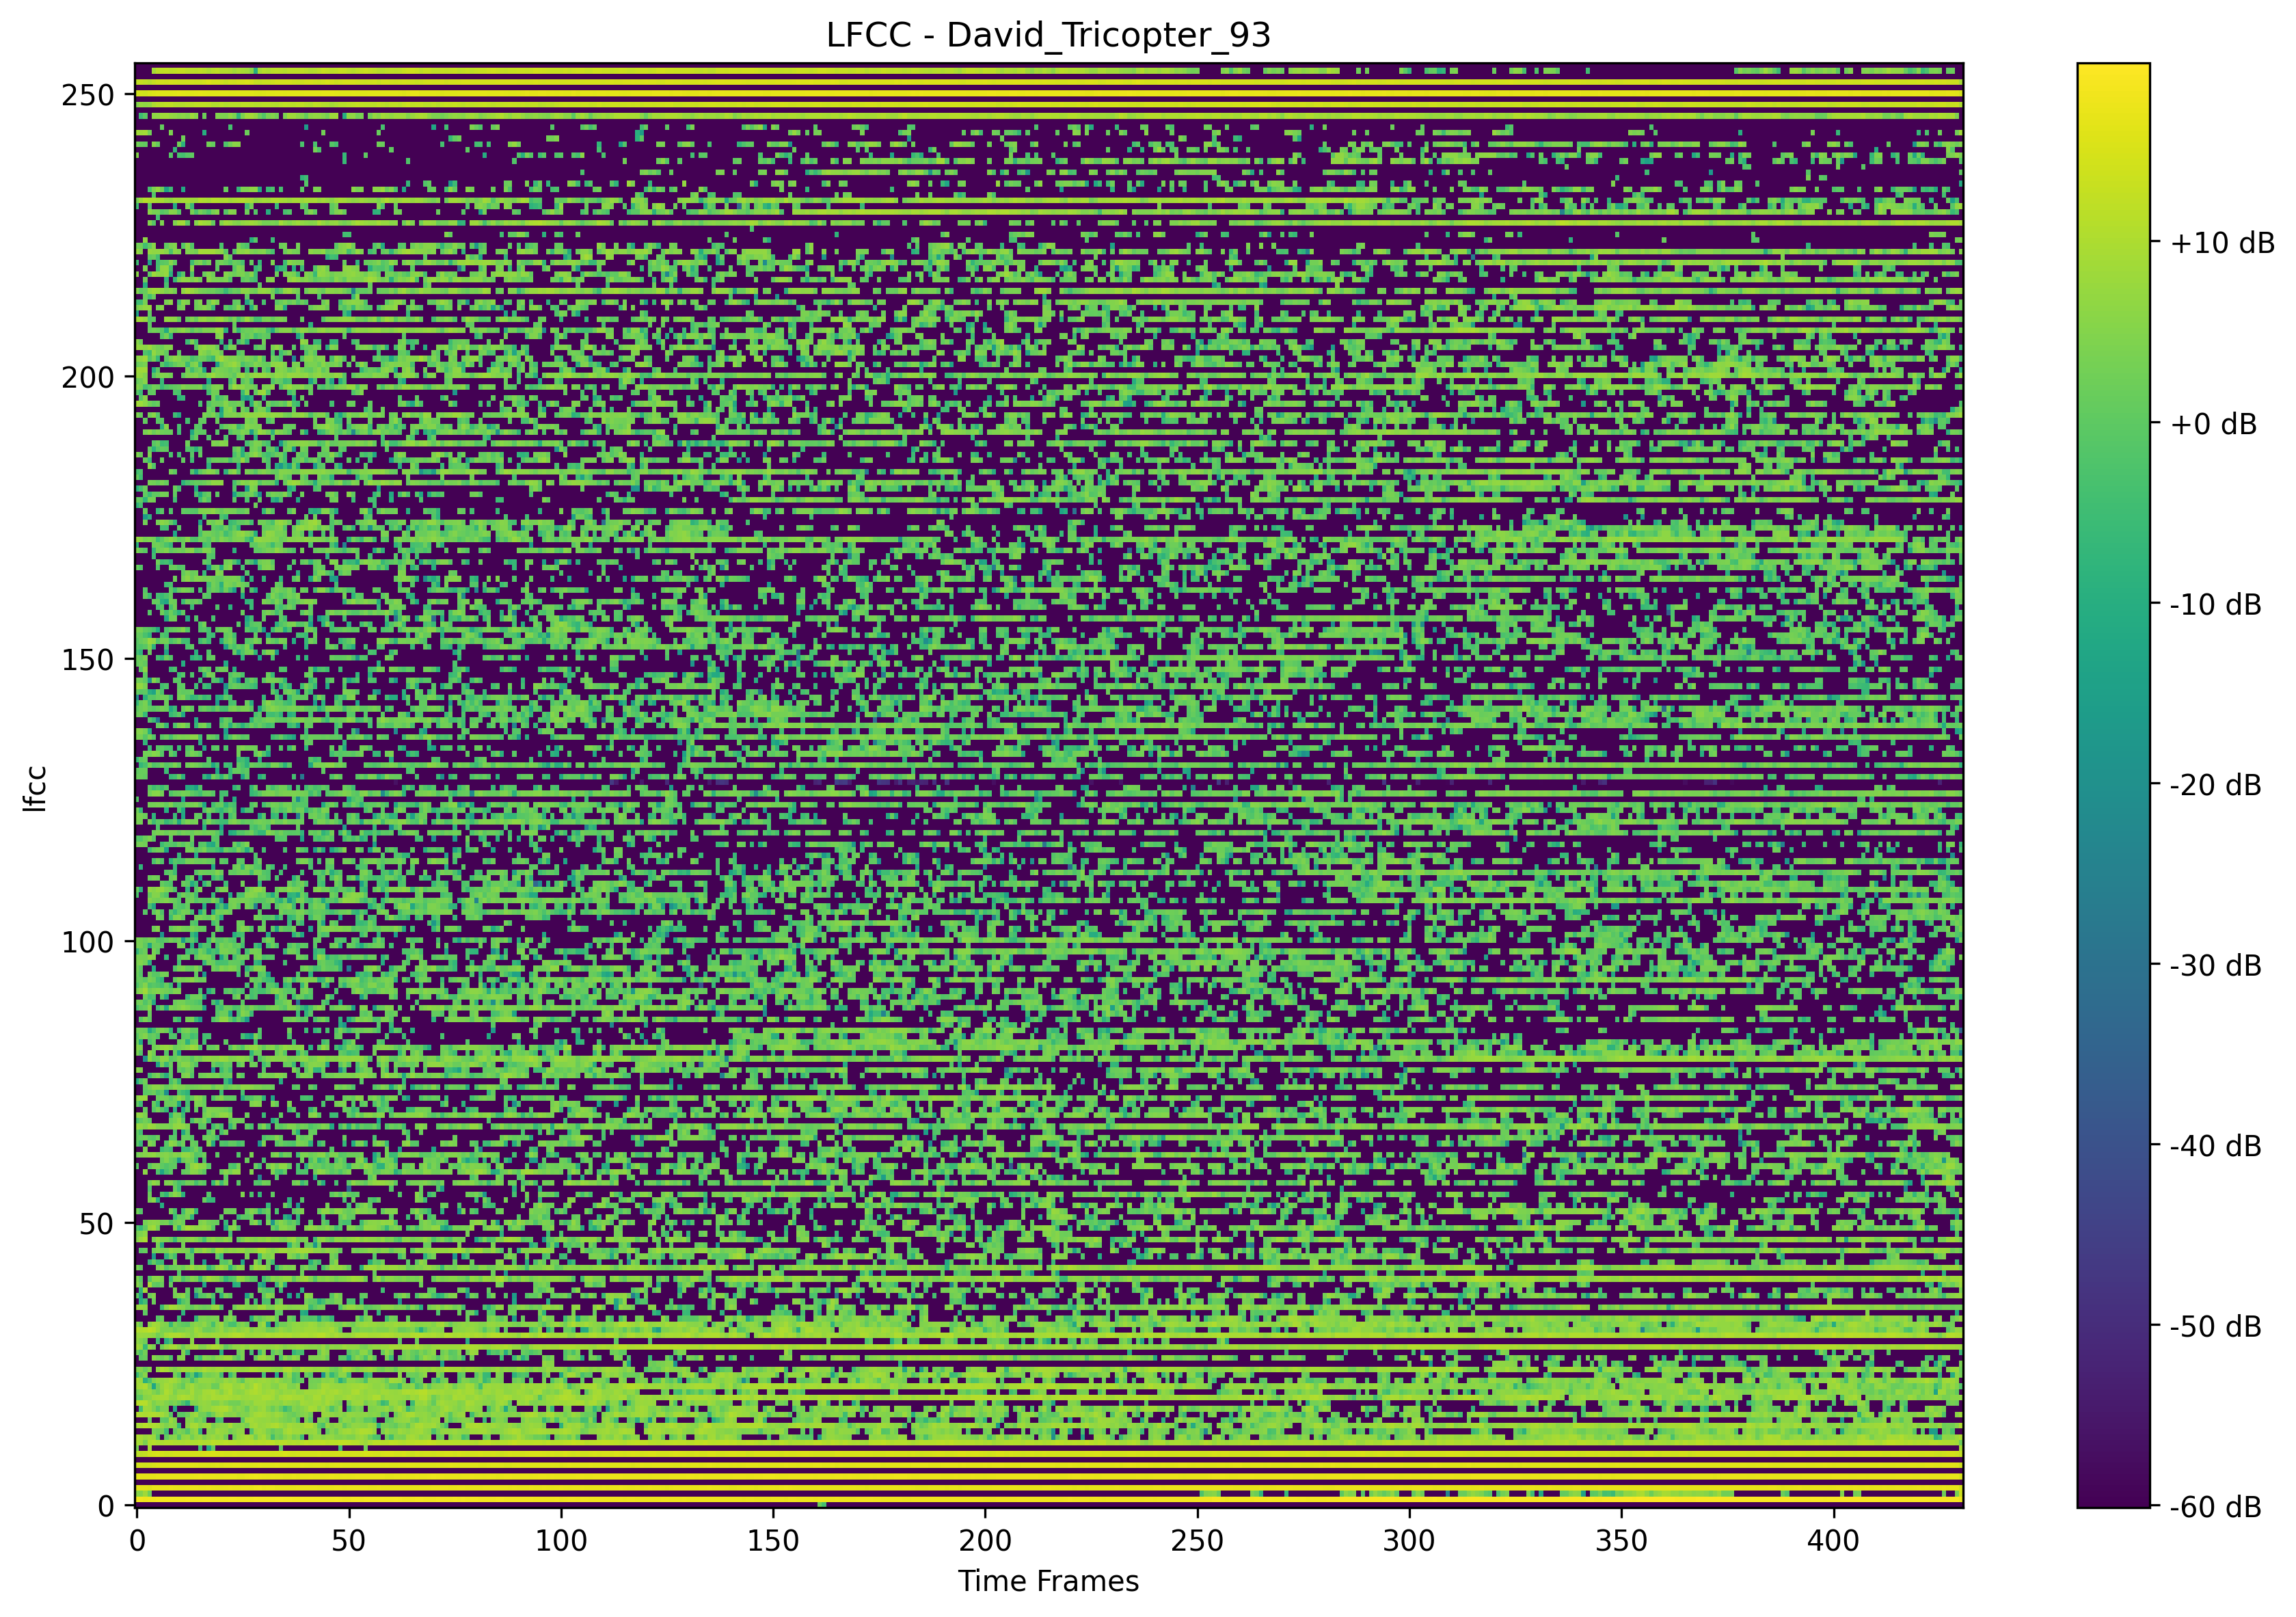 LFCC - David_Tricopter_93
250
200
150
100
50
0
lfcc
0 50 100 150 200 250 300 350 400
Time Frames
+10 dB
+0 dB
-10 dB
-20 dB
-30 dB
-40 dB
-50 dB
-60 dB